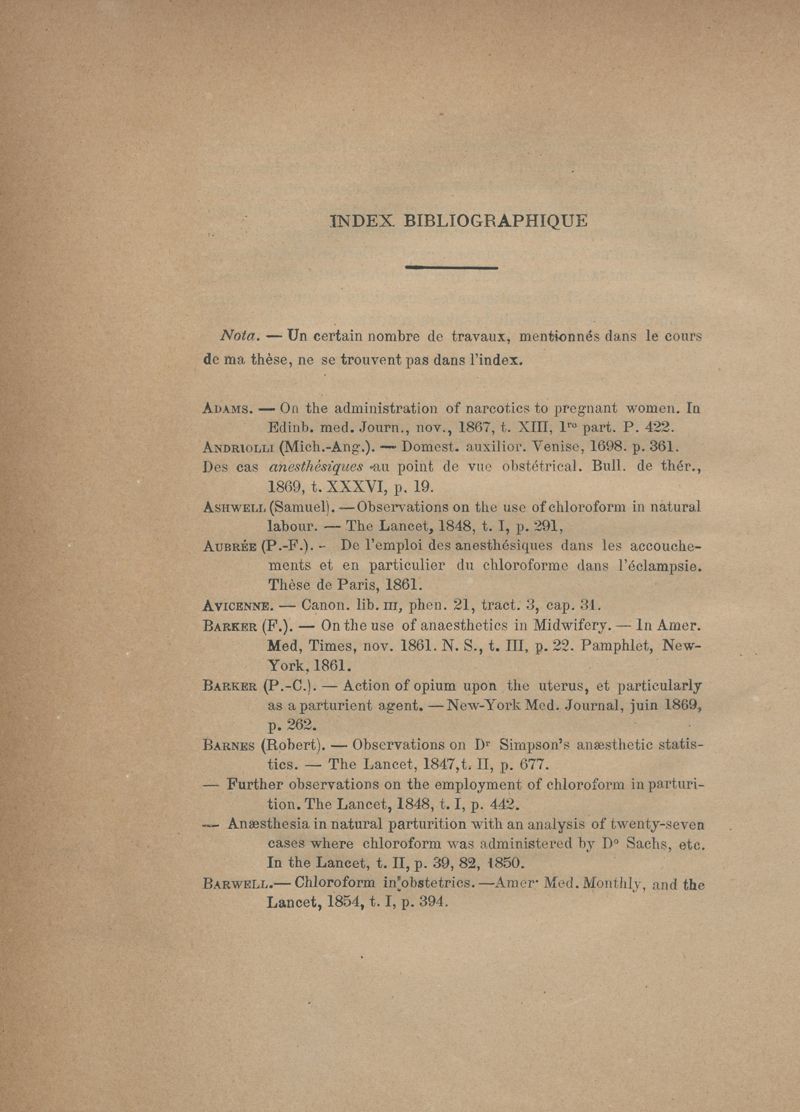 INDEX BIBLIOGRAPHIQUE
Nota. — Un certain nombre de travaux, mentionnés dans le cours
de ma thèse, ne se trouvent pas dans l'index.
ADAMS. — On the administration of narcotics to pregnant women. In
Edinb. med. Journ., nov., 1867, t. XIII, 1re part. P. 422.
ANDRIOLLI (Mich.-Ang.). — Domest. auxilior. Venise, 1698. p. 361.
Des cas anesthésiques au point de vue obstétrical. Bull. de thér.,
1869, t. XXXVI, p. 19.
ASHWELL (Samuel). — Observations on the use of chloroform in natural
labour. — The Lancet, 1848, t. I, p. 291,
AUBRÉE (P.-F.). - De l'emploi des anesthésiques dans les accouche-
ments et en particulier du chloroforme dans l'éclampsie.
Thèse de Paris, 1861.
AVICENNE. — Canon. lib. III, phen. 21, tract. 3, cap. 31.
BARKER (F.). — On the use of anaesthetics in Midwifery. — In Amer.
Med, Times, nov. 1861. N. S., t. III, p. 22. Pamphlet, New-
York, 1861.
BARKER (P.-C.). — Action of opium upon the uterus, et particularly
as a parturient agent. — New-York Med. Journal, juin 1869,
p. 262.
BARNES (Robert). — Observations on Dr Simpson's anæsthetic statis-
tics. — The Lancet, 1847, t. II, p. 677.
— Further observations on the employment of chloroform in parturi-
tion. The Lancet, 1848, t. I, p. 442.
— Anæsthesia in natural parturition with an analysis of twenty-seven
cases where chloroform was administered by Do Sachs, etc.
In the Lancet, t. II, p. 39, 82, 1850.
BARWELL. — Chloroform in obstetrics. — Amer· Med. Monthly, and the
Lancet, 1854, t. I, p. 394.